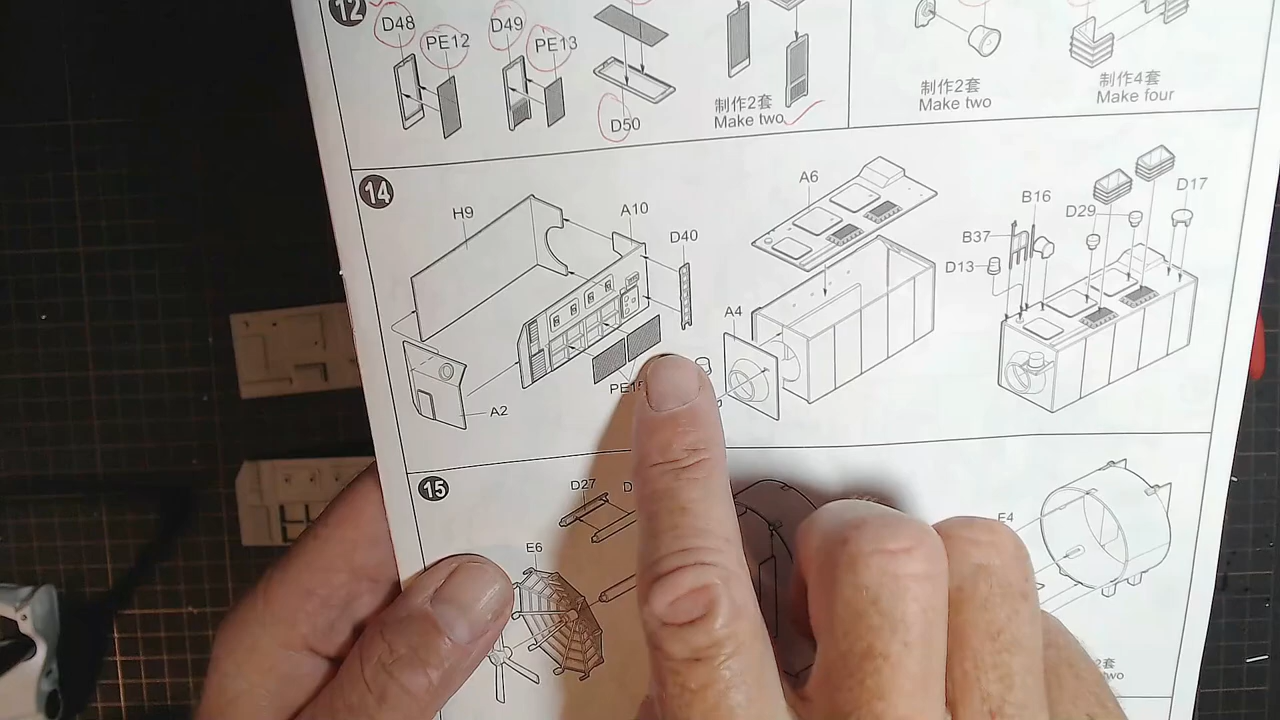 12
D48
PE12
D49
PE13
D50
制作2套
Make two
制作2套
Make two
制作4套
Make four
14
H9
A10
D40
A2
A6
A4
B16
D17
D29
B37
D13
15
D27
E6
E4